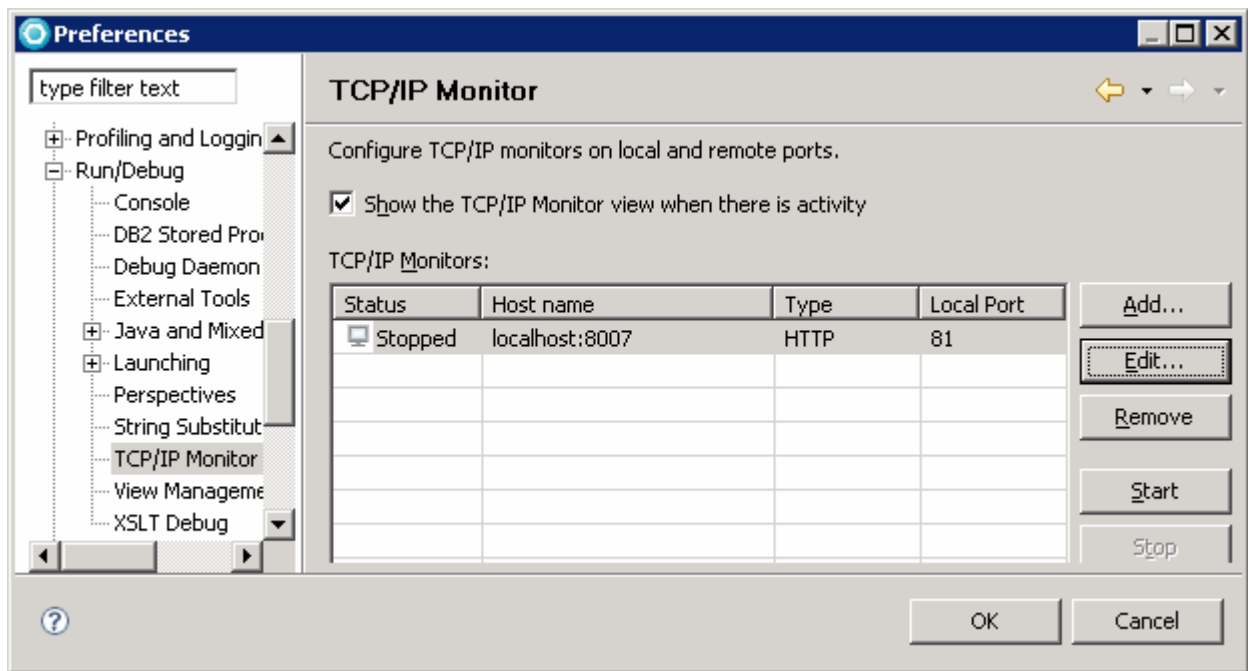 Preferences
type filter text
TCP/IP Monitor
Profiling and Loggin
Run/Debug
Console
DB2 Stored Pro
Debug Daemon
External Tools
Java and Mixed
Launching
Perspectives
String Substitut
TCP/IP Monitor
View Manageme
XSLT Debug
Configure TCP/IP monitors on local and remote ports.
Show the TCP/IP Monitor view when there is activity
TCP/IP Monitors:
Status Host name Type Local Port
Stopped localhost:8007 HTTP 81
Add...
Edit...
Remove
Start
Stop
OK Cancel